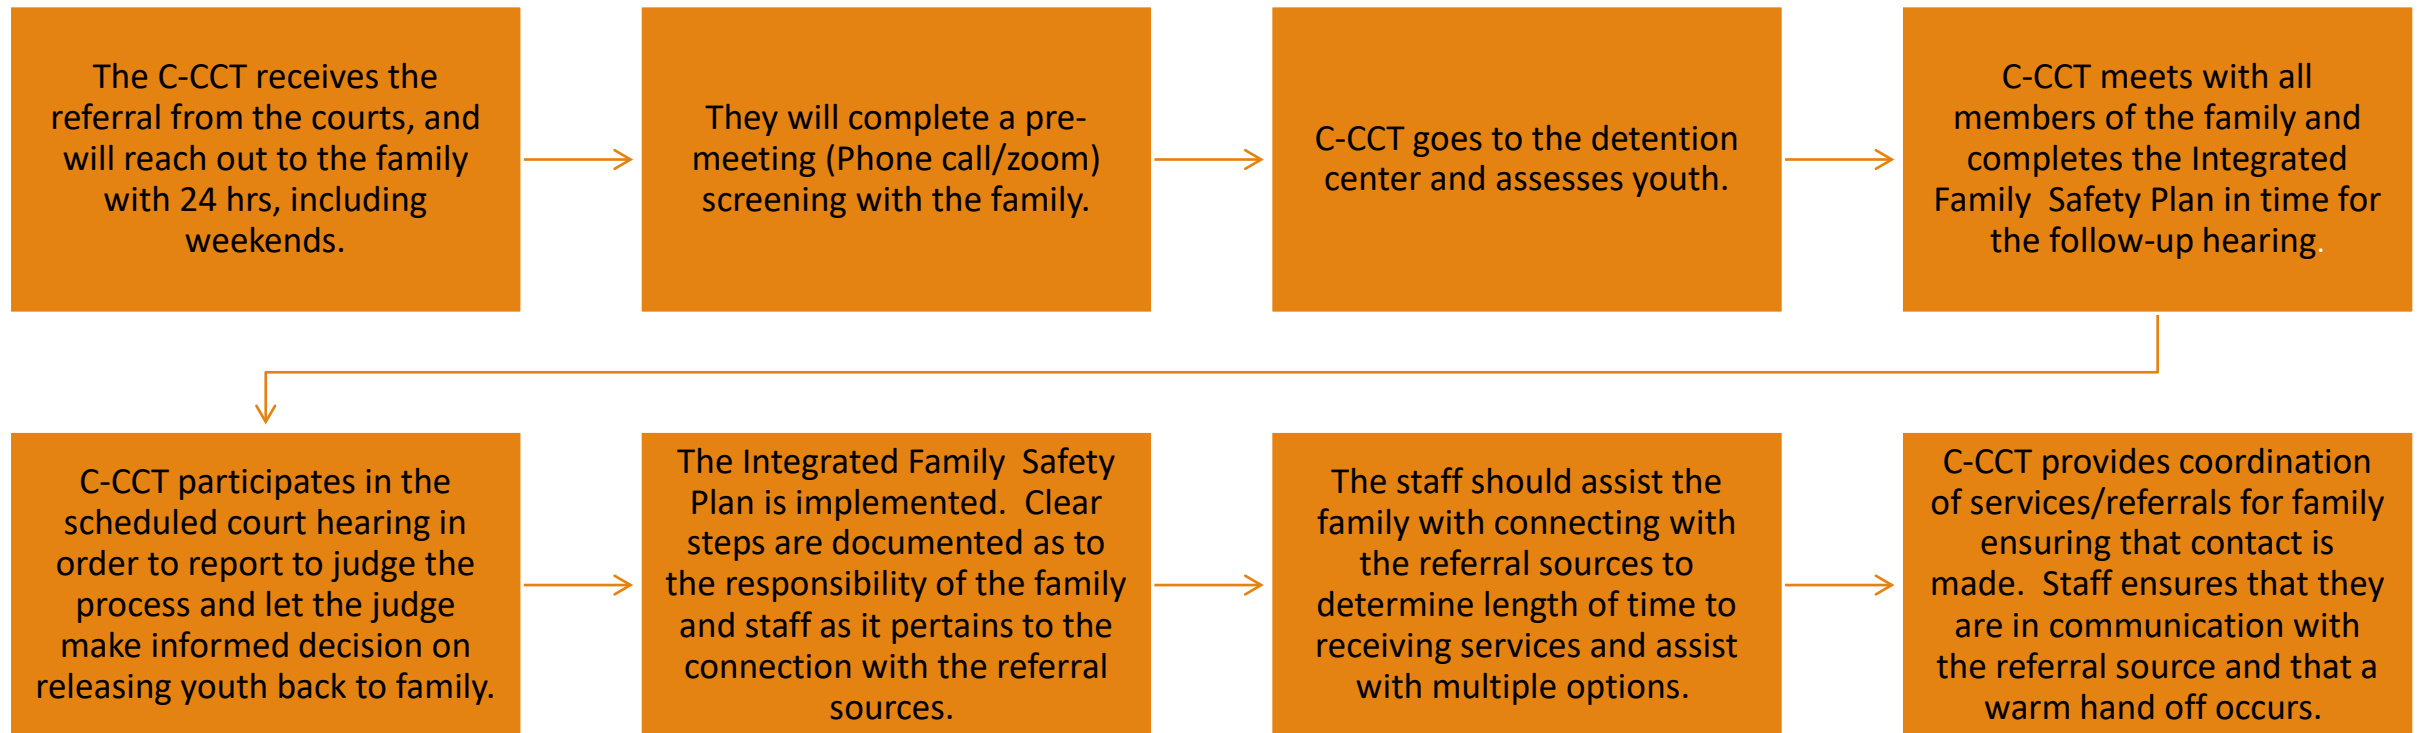 The C-CCT receives the
referral from the courts, and
will reach out to the family
with 24 hrs, including
weekends.
They will complete a pre-
meeting (Phone call/zoom)
screening with the family.
C-CCT goes to the detention
center and assesses youth.
C-CCT meets with all
members of the family and
completes the Integrated
Family  Safety Plan in time for
the follow-up hearing.
C-CCT participates in the
scheduled court hearing in
order to report to judge the
process and let the judge
make informed decision on
releasing youth back to family.
The Integrated Family  Safety
Plan is implemented.  Clear
steps are documented as to
the responsibility of the family
and staff as it pertains to the
connection with the referral
sources.
The staff should assist the
family with connecting with
the referral sources to
determine length of time to
receiving services and assist
with multiple options.
C-CCT provides coordination
of services/referrals for family
ensuring that contact is
made.  Staff ensures that they
are in communication with
the referral source and that a
warm hand off occurs.